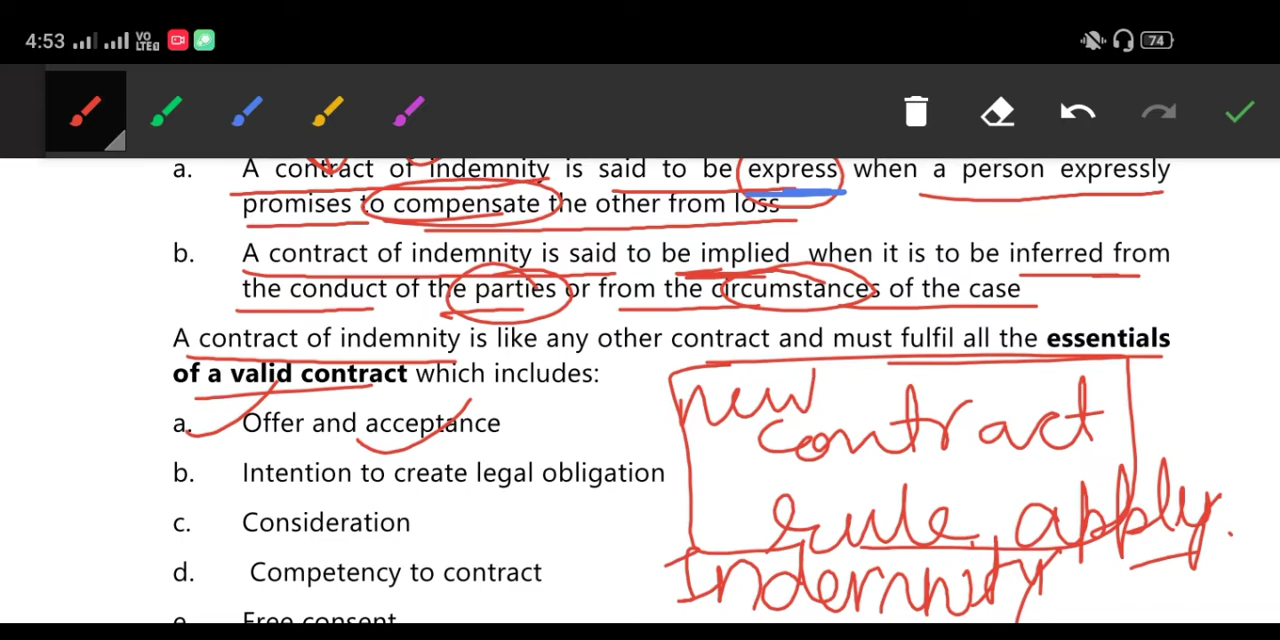 4:53 VO LTE 74
a. A contract of indemnity is said to be express when a person expressly
promises to compensate the other from loss
b. A contract of indemnity is said to be implied when it is to be inferred from
the conduct of the parties or from the circumstances of the case
A contract of indemnity is like any other contract and must fulfil all the essentials
of a valid contract which includes:
a. Offer and acceptance
b. Intention to create legal obligation
c. Consideration
d. Competency to contract
e. Free consent
new
contract
rule apply.
Indemnity